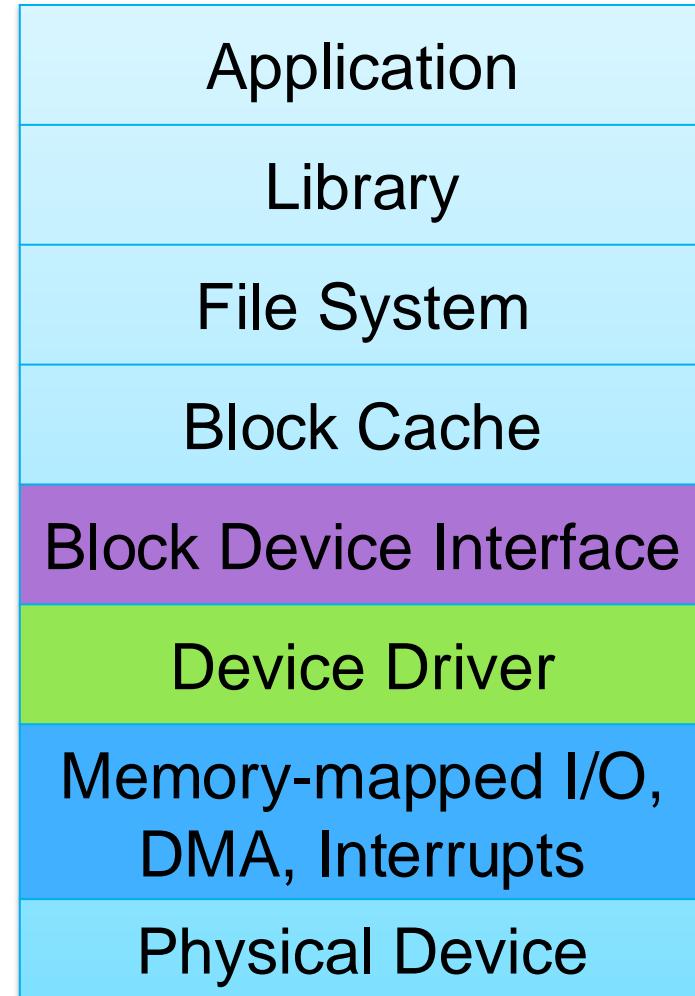 Application
Library
File System
Block Cache
Block Device Interface
Device Driver
Memory-mapped I/O,
DMA, Interrupts
Physical Device